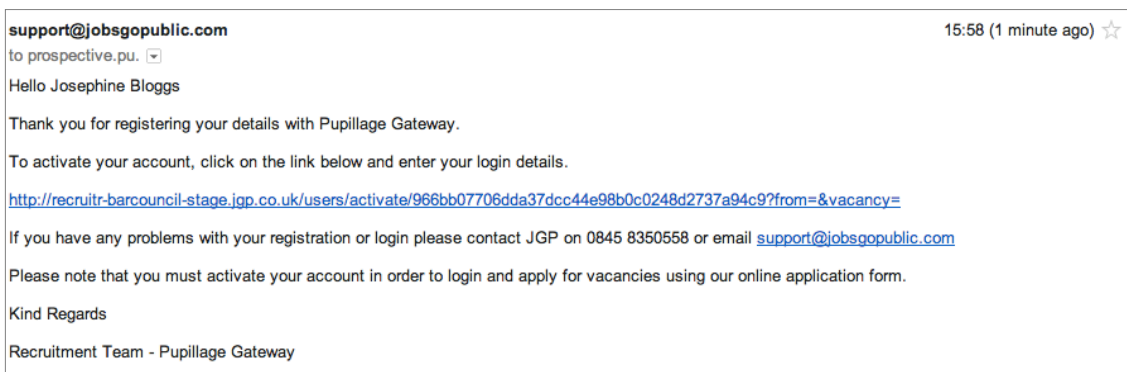 support@jobsgopublic.com 15:58 (1 minute ago)
to prospective.pu.
Hello Josephine Bloggs
Thank you for registering your details with Pupillage Gateway.
To activate your account, click on the link below and enter your login details.
http://recruitr-barcouncil-stage.jgp.co.uk/users/activate/966bb07706dda37dcc44e98b0c0248d2737a94c9?from=&vacancy=
If you have any problems with your registration or login please contact JGP on 0845 8350558 or email support@jobsgopublic.com
Please note that you must activate your account in order to login and apply for vacancies using our online application form.
Kind Regards
Recruitment Team - Pupillage Gateway